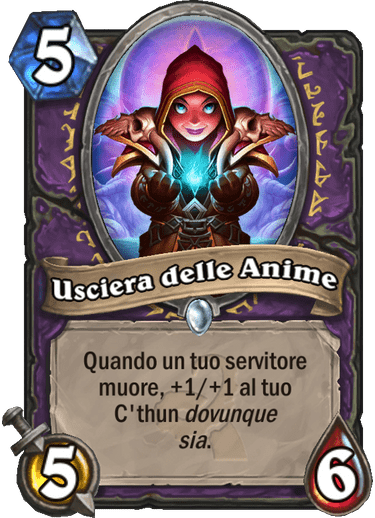 5
Usciera delle Anime
Quando un tuo servitore
muore, +1/+1 al tuo
C'thun dovunque
sia.
5
6